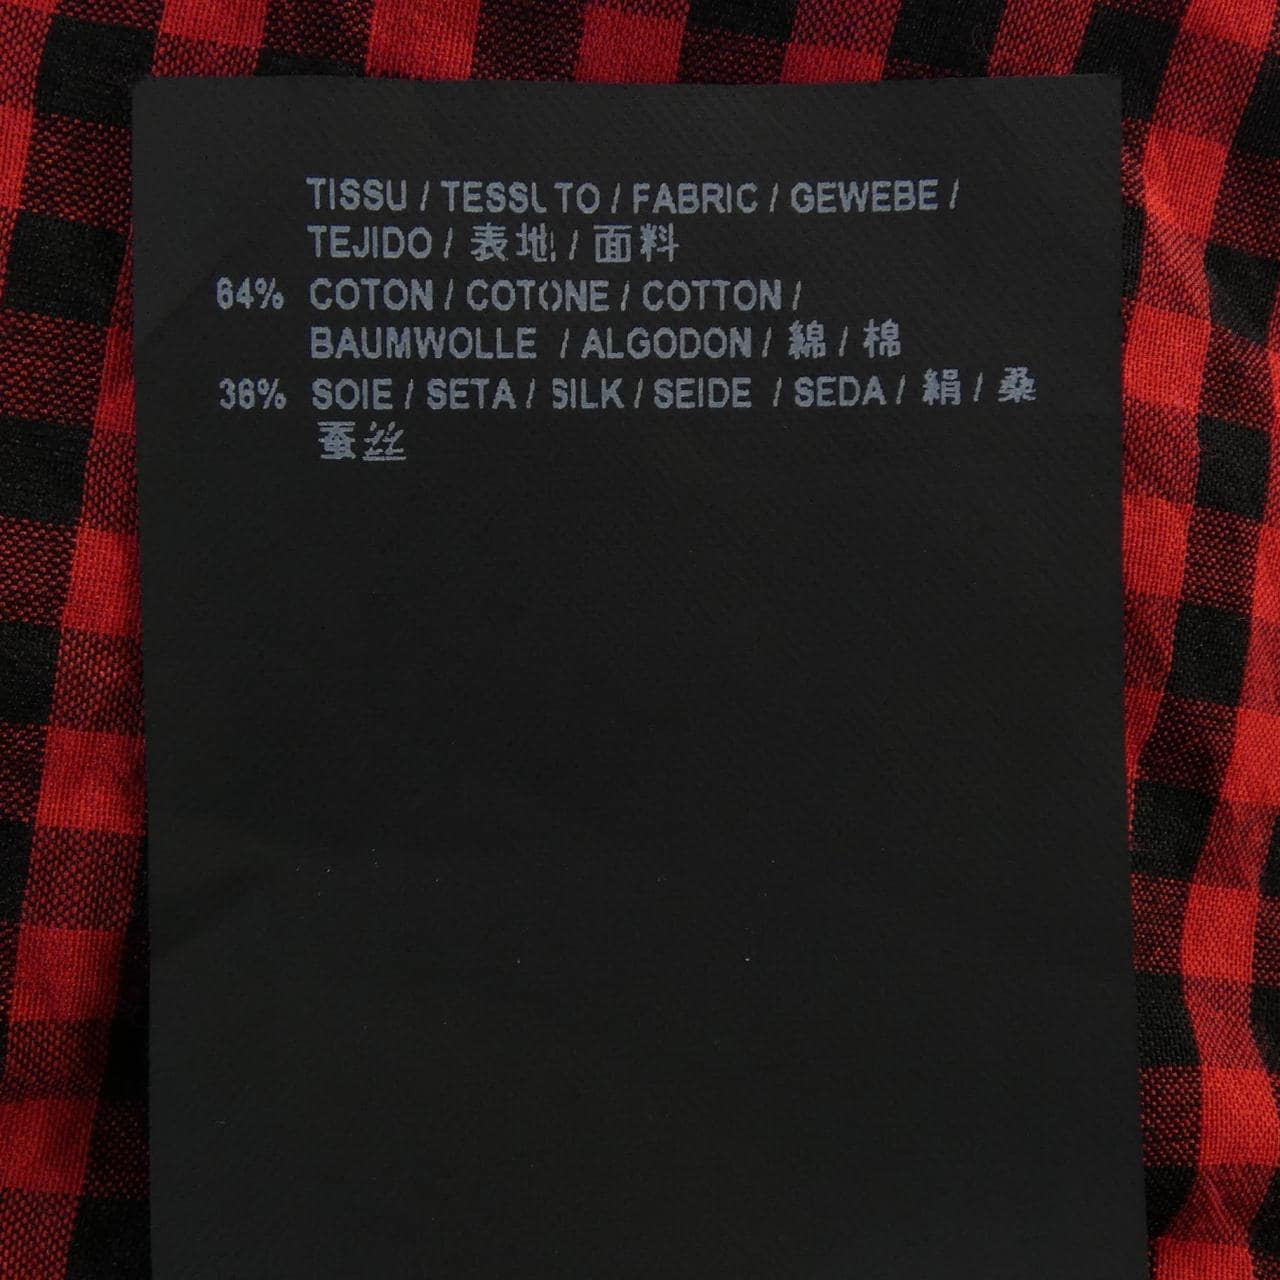 TISSU / TESSUTO / FABRIC / GEWEBE /
TEJIDO / 表地 / 面料
64% COTON / COTONE / COTTON /
BAUMWOLLE / ALGODON / 綿 / 棉
36% SOIE / SETA / SILK / SEIDE / SEDA / 絹 / 桑
蚕丝